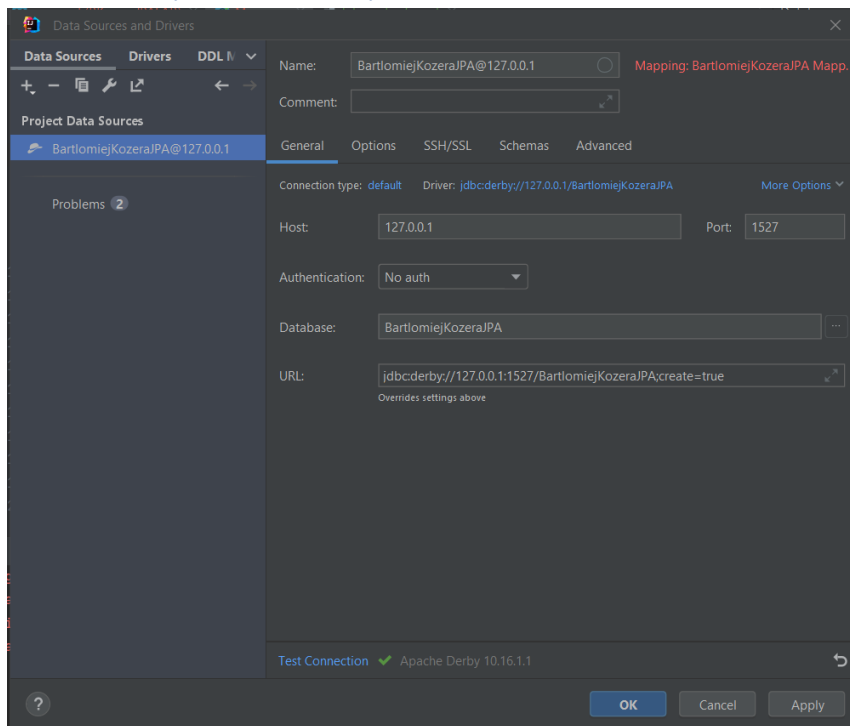 Data Sources and Drivers
Data Sources Drivers DDL M
Project Data Sources
BartlomiejKozeraJPA@127.0.0.1
Problems 2
Name: BartlomiejKozeraJPA@127.0.0.1 Mapping: BartlomiejKozeraJPA Mapp.
Comment:
General Options SSH/SSL Schemas Advanced
Connection type: default Driver: jdbc:derby://127.0.0.1/BartlomiejKozeraJPA More Options
Host: 127.0.0.1 Port: 1527
Authentication: No auth
Database: BartlomiejKozeraJPA ...
URL: jdbc:derby://127.0.0.1:1527/BartlomiejKozeraJPA;create=true
Overrides settings above
Test Connection Apache Derby 10.16.1.1
? OK Cancel Apply